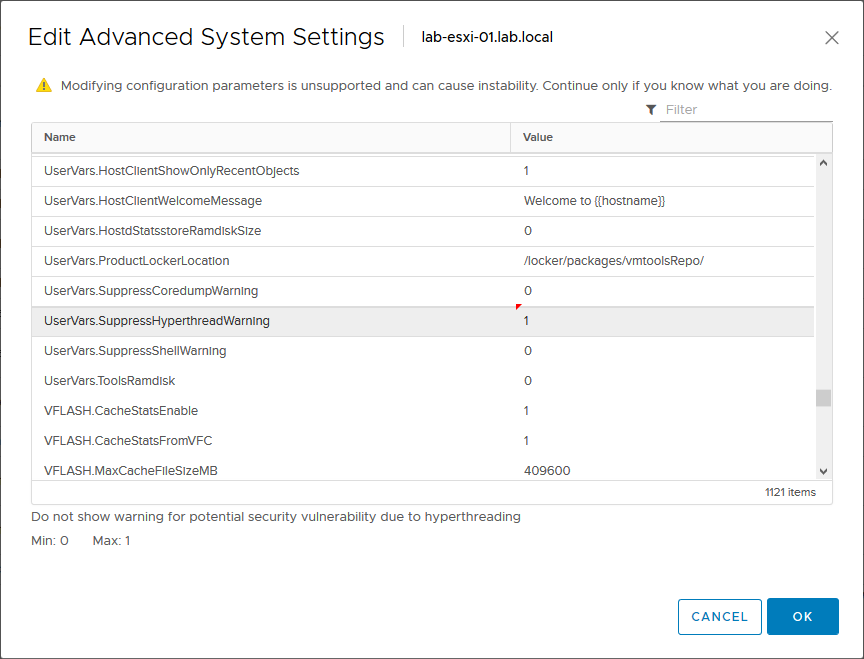 Edit Advanced System Settings lab-esxi-01.lab.local
Modifying configuration parameters is unsupported and can cause instability. Continue only if you know what you are doing.
Filter
Name Value
UserVars.HostClientShowOnlyRecentObjects 1
UserVars.HostClientWelcomeMessage Welcome to {{hostname}}
UserVars.HostdStatsstoreRamdiskSize 0
UserVars.ProductLockerLocation /locker/packages/vmtoolsRepo/
UserVars.SuppressCoredumpWarning 0
UserVars.SuppressHyperthreadWarning 1
UserVars.SuppressShellWarning 0
UserVars.ToolsRamdisk 0
VFLASH.CacheStatsEnable 1
VFLASH.CacheStatsFromVFC 1
VFLASH.MaxCacheFileSizeMB 409600
1121 items
Do not show warning for potential security vulnerability due to hyperthreading
Min: 0 Max: 1
CANCEL OK